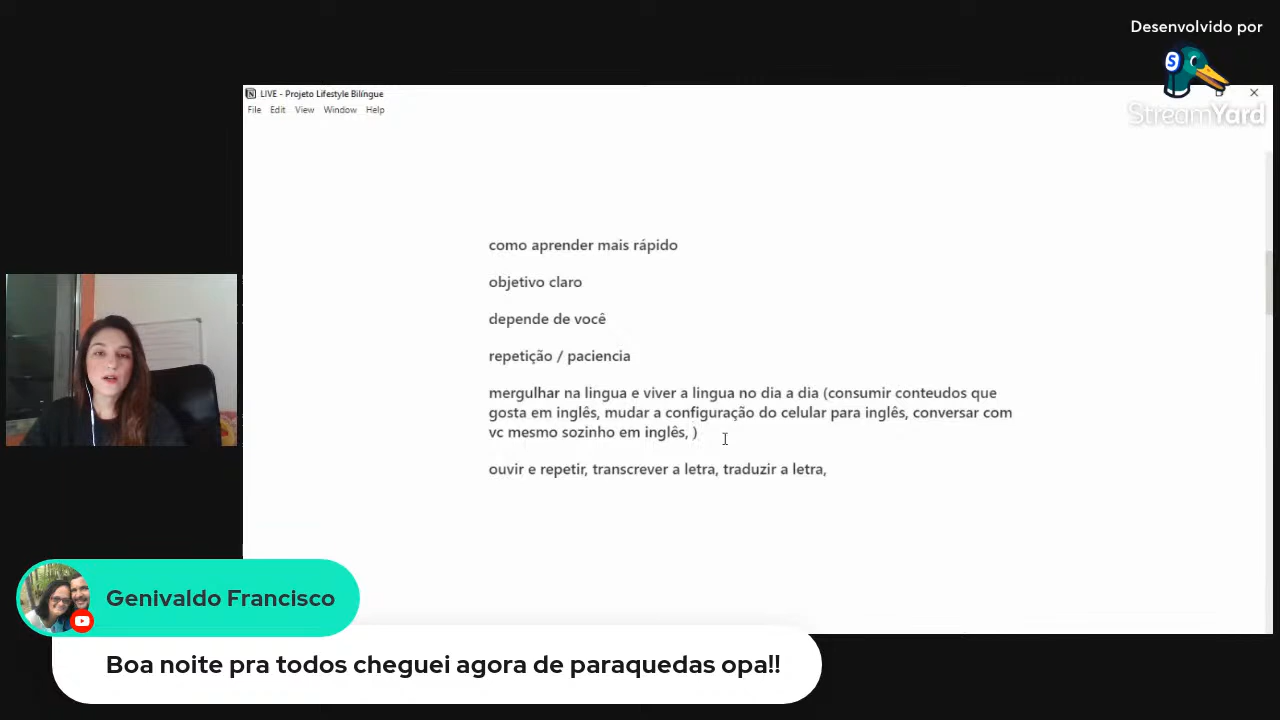 Desenvolvido por
StreamYard
LIVE - Projeto Lifestyle Bilíngue
File Edit View Window Help
como aprender mais rápido
objetivo claro
depende de você
repetição / paciencia
mergulhar na lingua e viver a lingua no dia a dia (consumir conteudos que
gosta em inglês, mudar a configuração do celular para inglês, conversar com
vc mesmo sozinho em inglês, )
ouvir e repetir, transcrever a letra, traduzir a letra,
Genivaldo Francisco
Boa noite pra todos cheguei agora de paraquedas opa!!